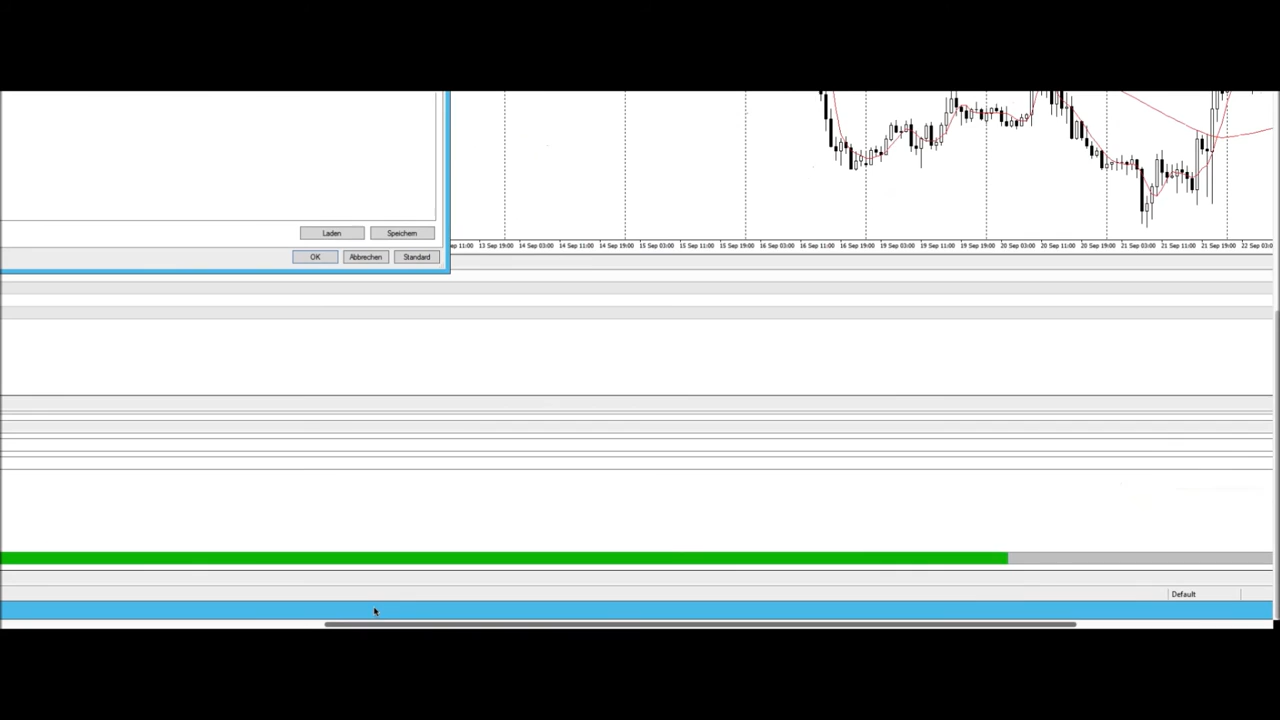 Laden Speichern
OK Abbrechen Standard
ep 11:00 13 Sep 19:00 14 Sep 03:00 14 Sep 11:00 14 Sep 19:00 15 Sep 03:00 15 Sep 11:00 15 Sep 19:00 16 Sep 03:00 16 Sep 11:00 16 Sep 19:00 19 Sep 03:00 19 Sep 11:00 19 Sep 19:00 20 Sep 03:00 20 Sep 11:00 20 Sep 19:00 21 Sep 03:00 21 Sep 11:00 21 Sep 19:00 22 Sep 03:0
Default